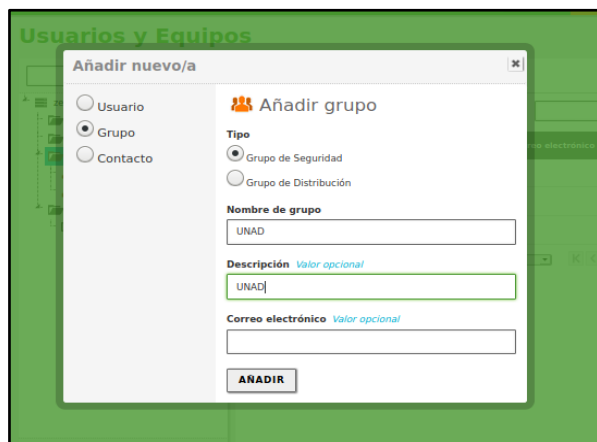 Usuarios y Equipos
Añadir nuevo/a
Usuario
Grupo
Contacto
Añadir grupo
Tipo
Grupo de Seguridad
Grupo de Distribución
Nombre de grupo
UNAD
Descripción Valor opcional
UNAD
Correo electrónico Valor opcional
AÑADIR
electrónico